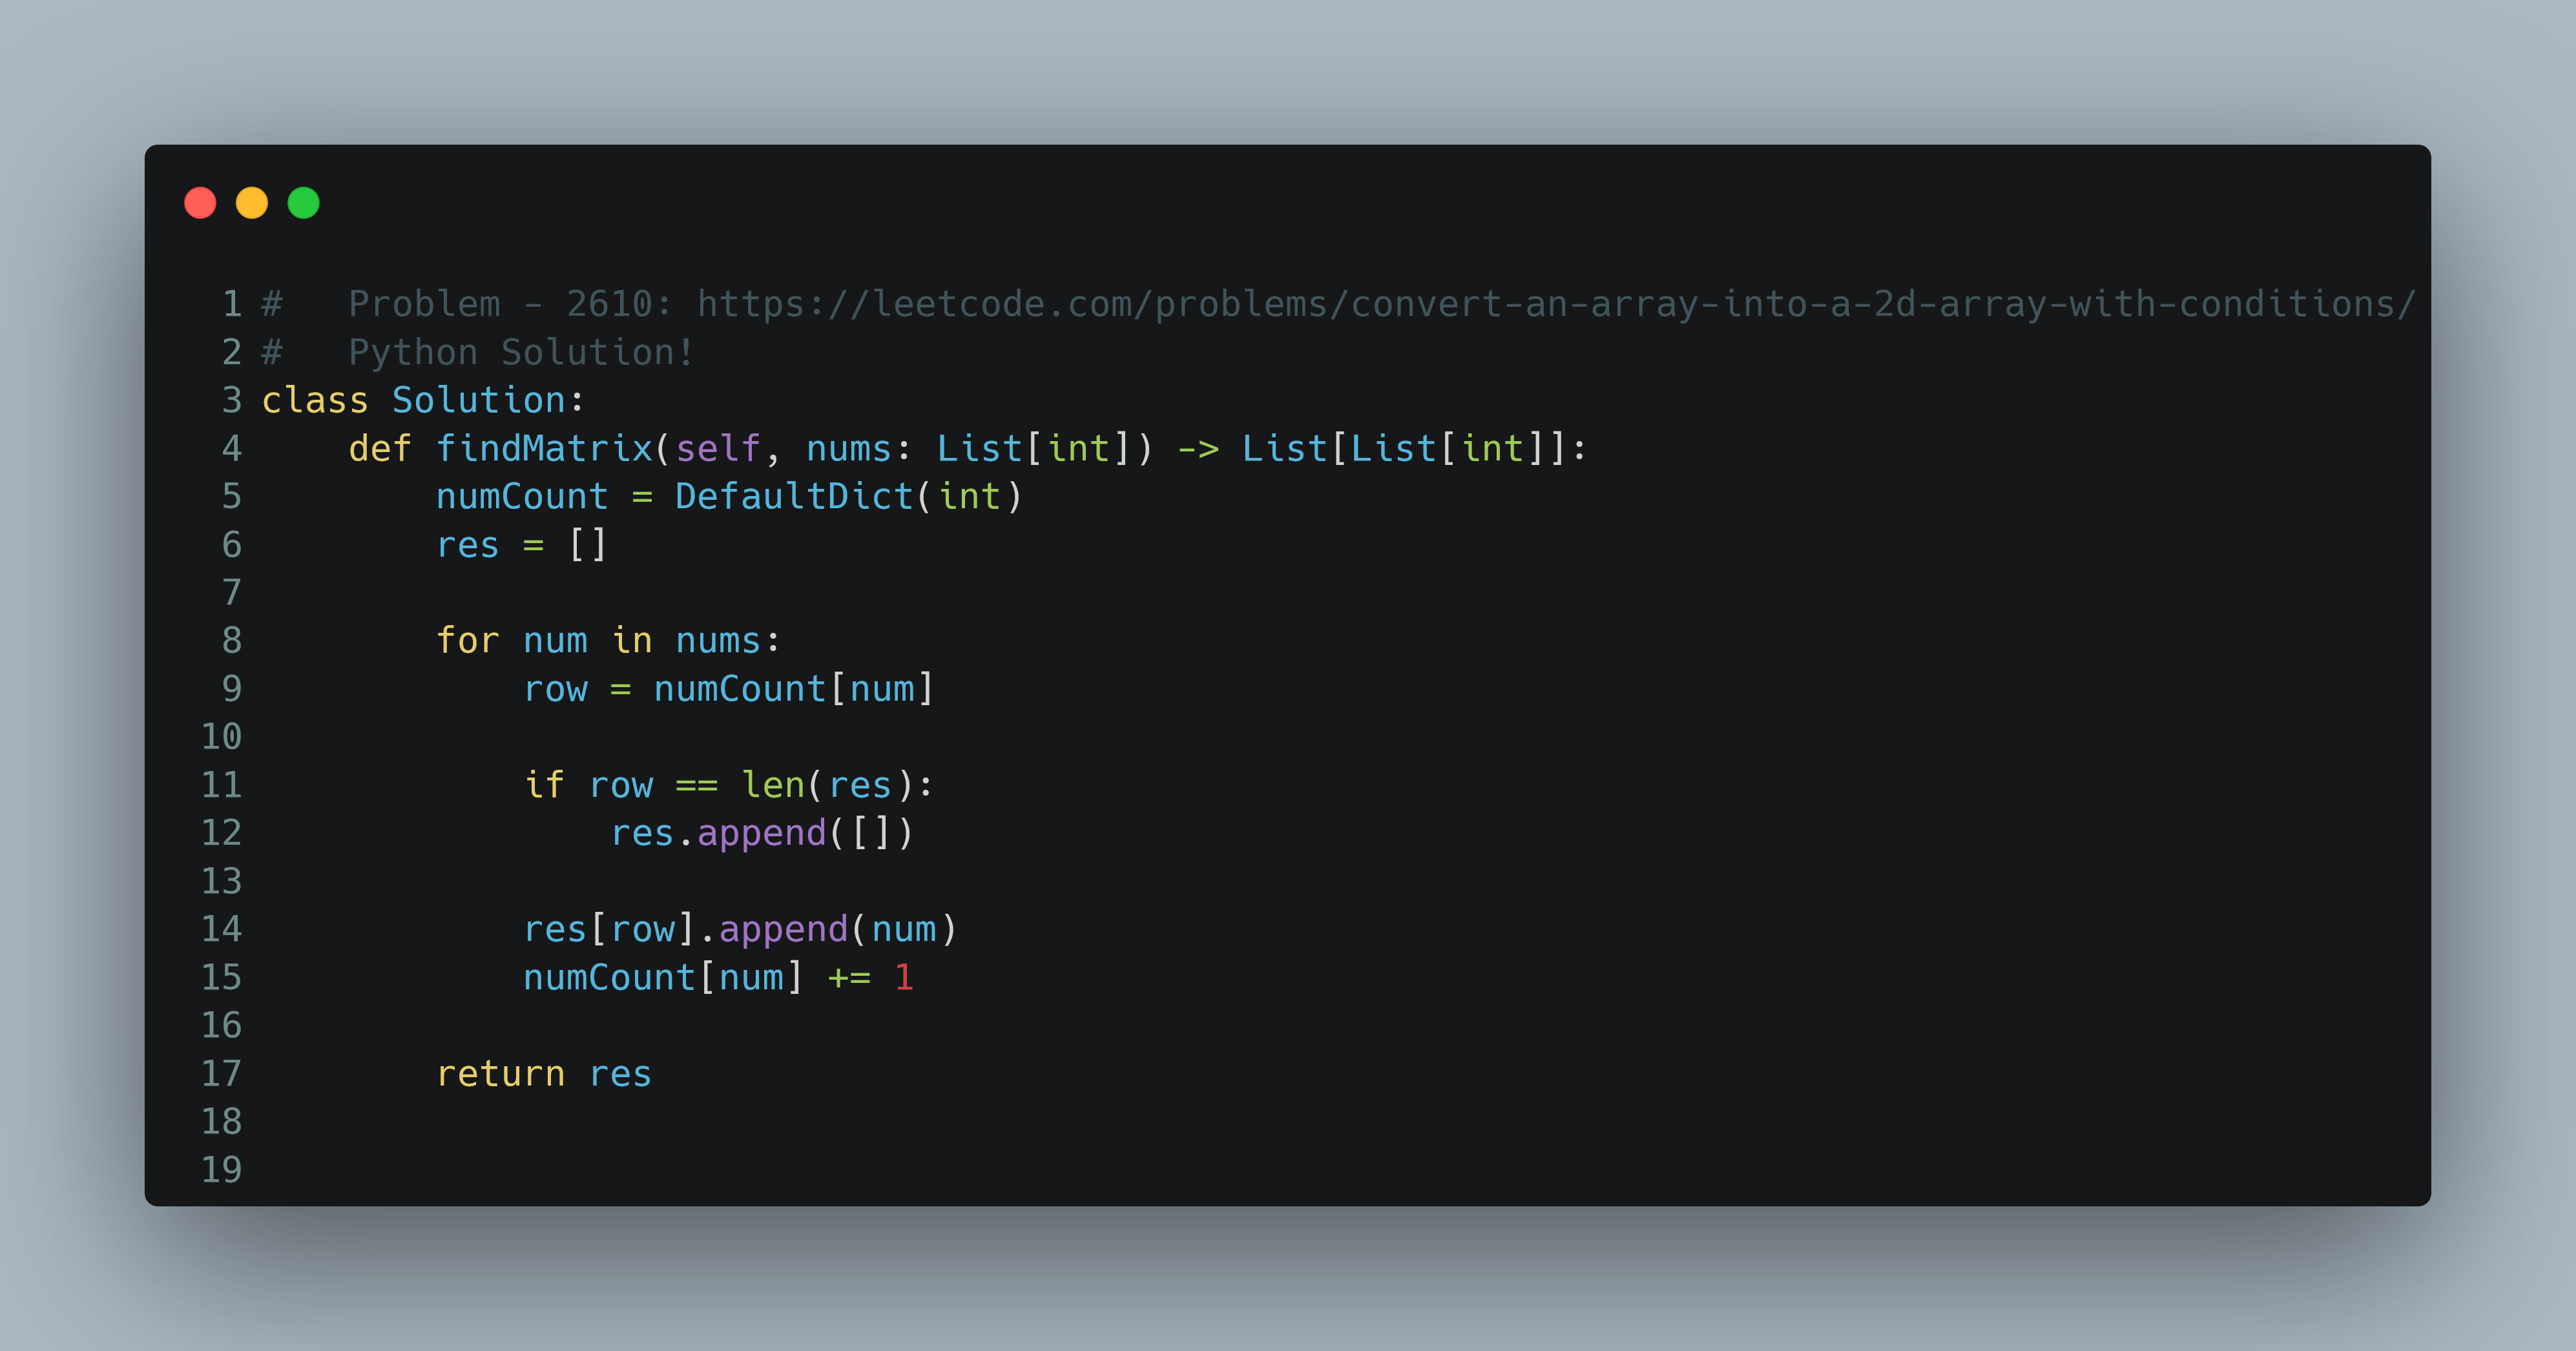 1 #   Problem - 2610: https://leetcode.com/problems/convert-an-array-into-a-2d-array-with-conditions/
2 #   Python Solution!
3 class Solution:
4     def findMatrix(self, nums: List[int]) -> List[List[int]]:
5         numCount = DefaultDict(int)
6         res = []
7
8         for num in nums:
9             row = numCount[num]
10
11             if row == len(res):
12                 res.append([])
13
14             res[row].append(num)
15             numCount[num] += 1
16
17         return res
18
19